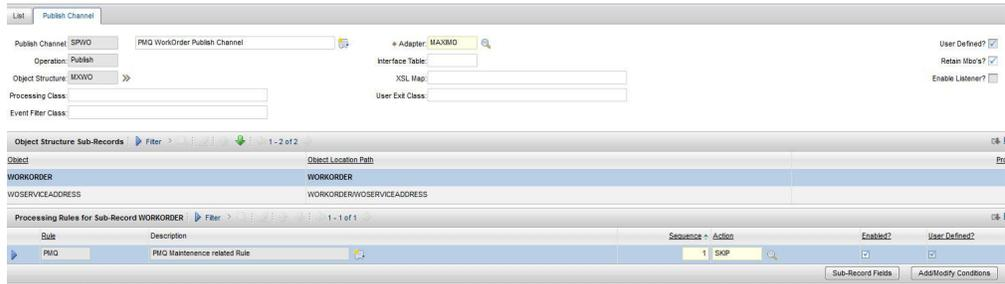 List Publish Channel
Publish Channel: SPWO PMQ WorkOrder Publish Channel Adapter: MAXIMO User Defined?
Operation: Publish Interface Table: Retain Mbo's?
Object Structure: MXWO XSL Map: Enable Listener?
Processing Class: User Exit Class:
Event Filter Class:
Object Structure Sub-Records Filter 1 - 2 of 2
Object Object Location Path Pro
WORKORDER WORKORDER
WOSERVICEADDRESS WORKORDER/WOSERVICEADDRESS
Processing Rules for Sub-Record WORKORDER Filter 1 - 1 of 1
Rule Description Sequence Action Enabled? User Defined?
PMQ PMQ Maintenence related Rule 1 SKIP
Sub-Record Fields Add/Modify Conditions